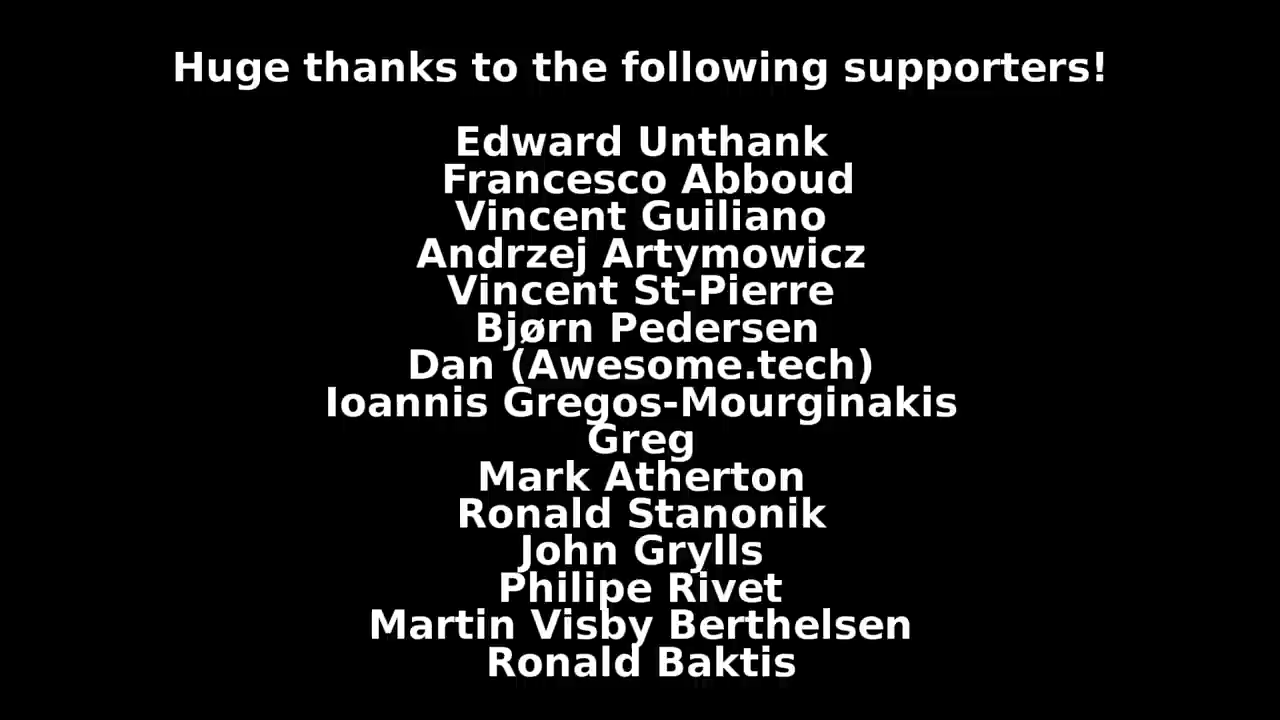 Huge thanks to the following supporters!
Edward Unthank
Francesco Abboud
Vincent Guiliano
Andrzej Artymowicz
Vincent St-Pierre
Bjørn Pedersen
Dan (Awesome.tech)
Ioannis Gregos-Mourginakis
Greg
Mark Atherton
Ronald Stanonik
John Grylls
Philipe Rivet
Martin Visby Berthelsen
Ronald Baktis